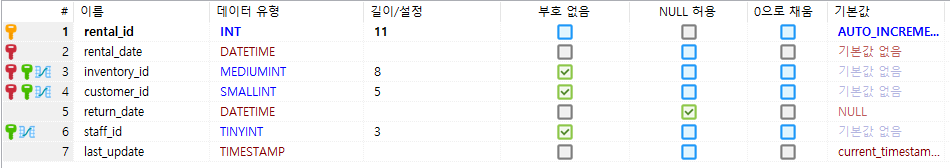 # 이름 데이터 유형 길이/설정 부호 없음 NULL 허용 0으로 채움 기본값
1 rental_id INT 11 AUTO_INCREME...
2 rental_date DATETIME 기본값 없음
3 inventory_id MEDIUMINT 8 기본값 없음
4 customer_id SMALLINT 5 기본값 없음
5 return_date DATETIME NULL
6 staff_id TINYINT 3 기본값 없음
7 last_update TIMESTAMP current_timestam...